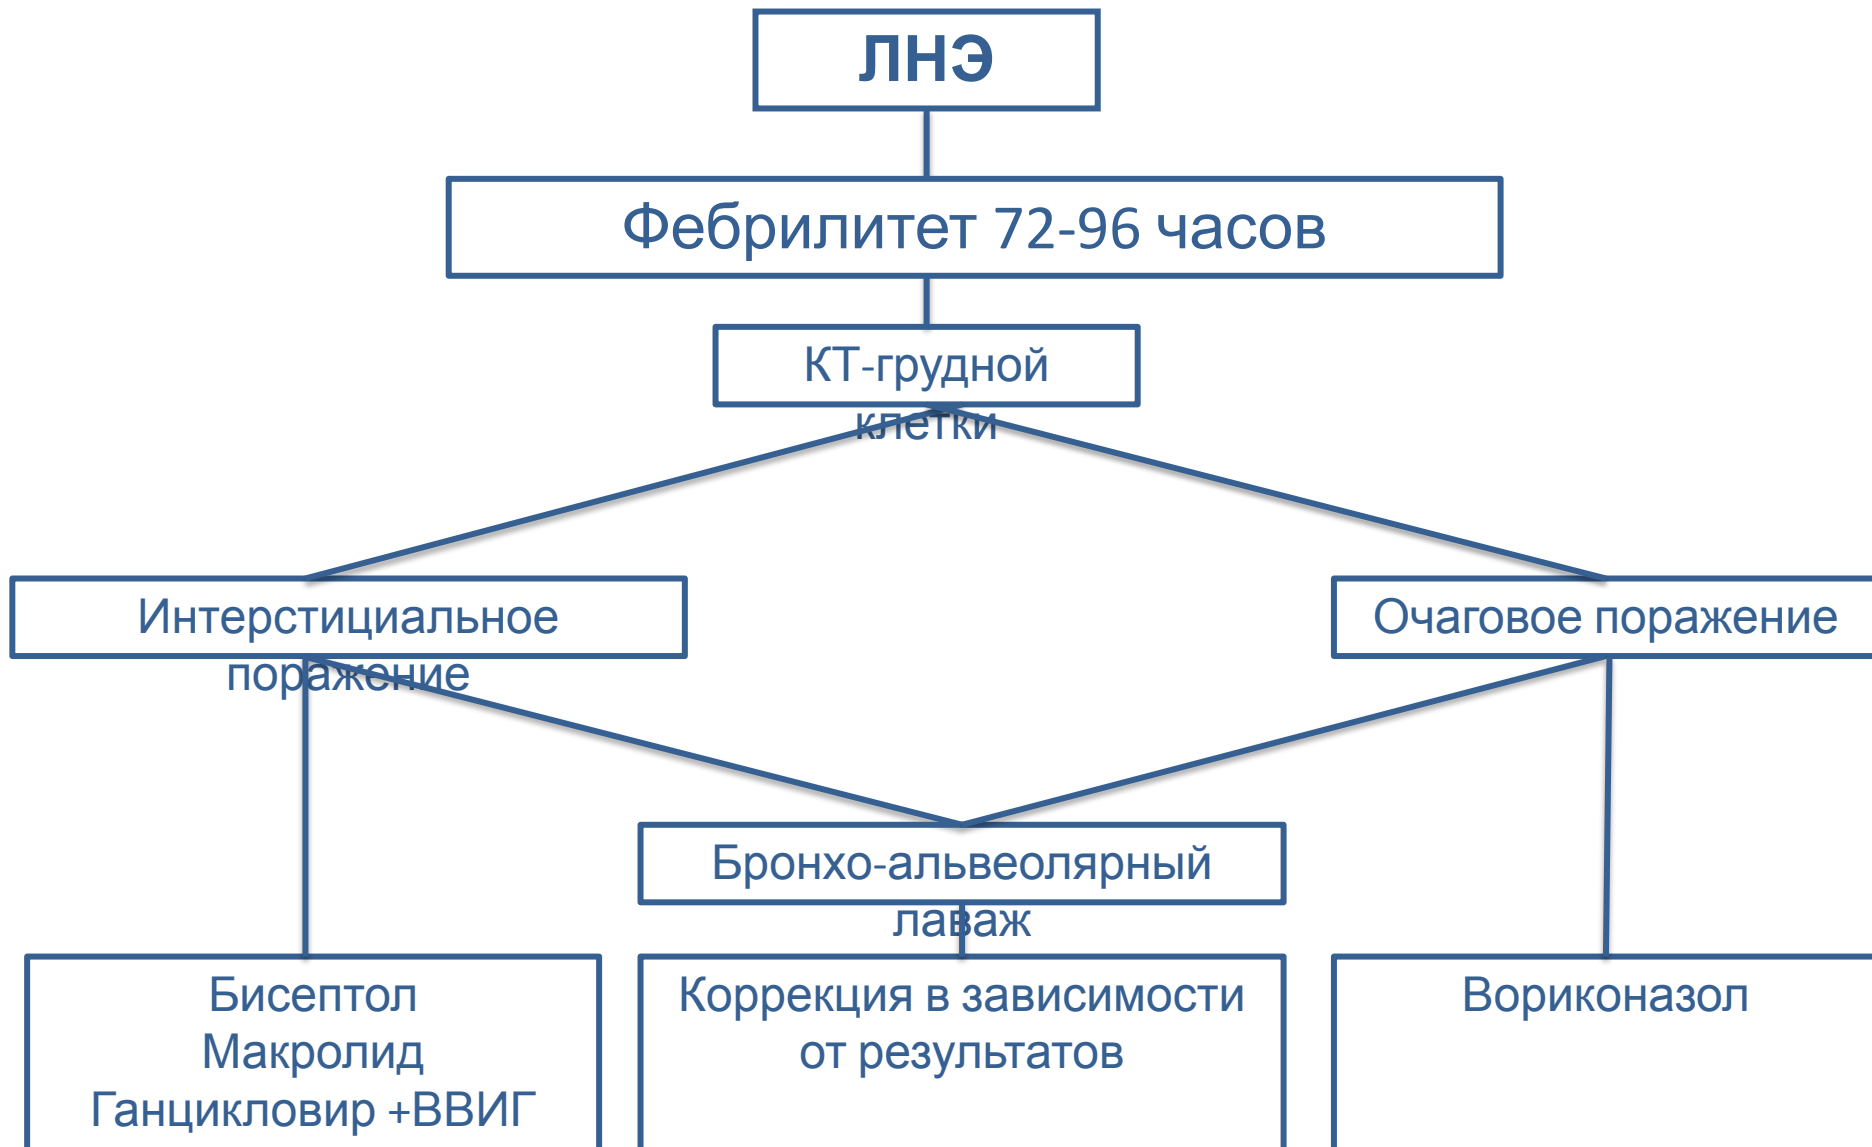 ЛНЭ
Фебрилитет 72-96 часов
КТ-грудной
клетки
Интерстициальное
поражение
Очаговое поражение
Бронхо-альвеолярный
лаваж
Бисептол
Макролид
Ганцикловир +ВВИГ
Коррекция в зависимости
от результатов
Вориконазол